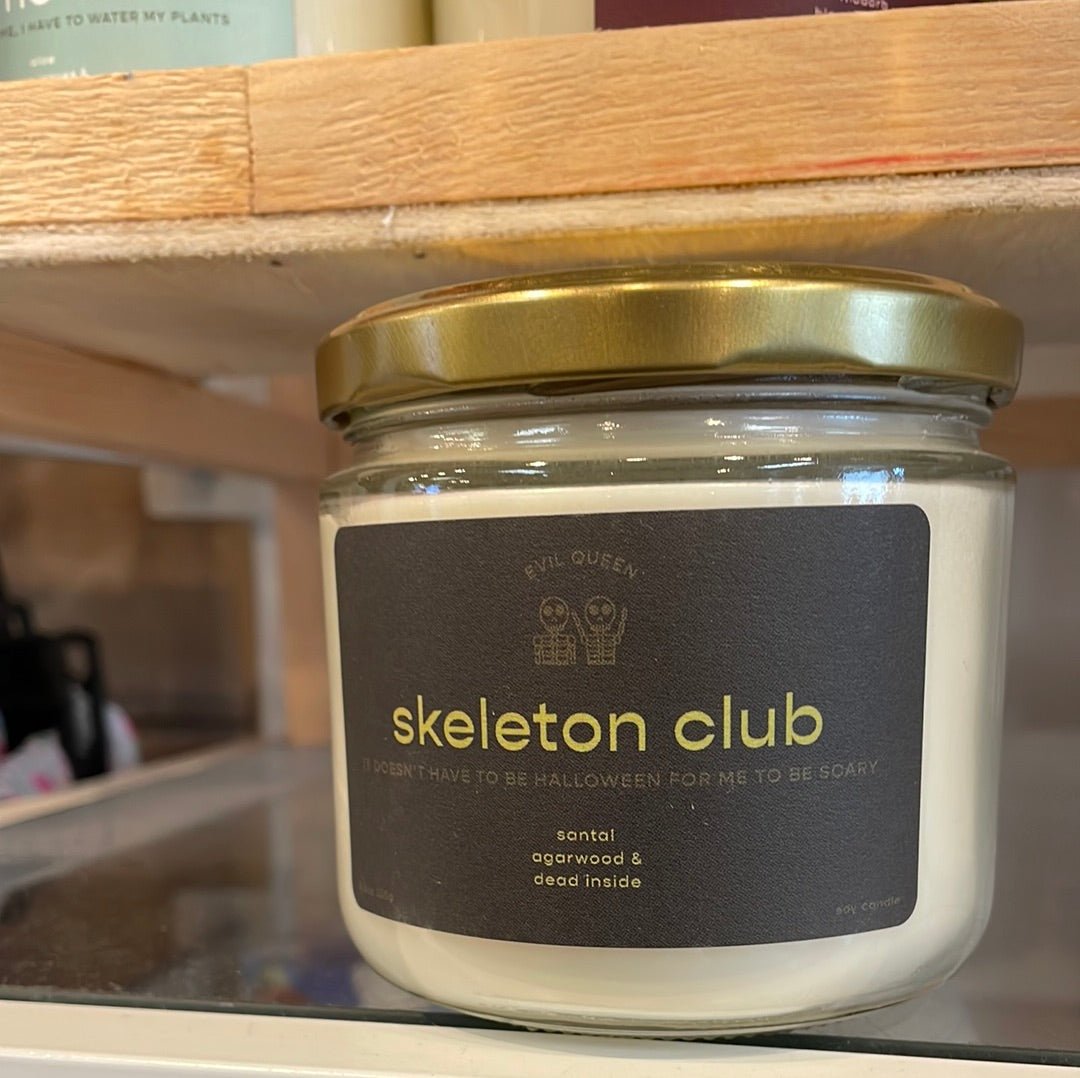 I HAVE TO WATER MY PLANTS
EVIL QUEEN
skeleton club
IT DOESN'T HAVE TO BE HALLOWEEN FOR ME TO BE SCARY
santal
agarwood &
dead inside
soy candle